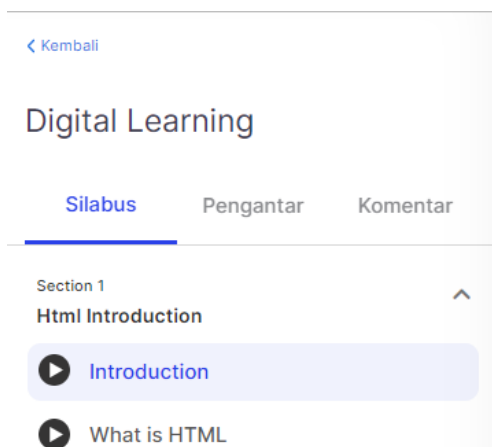 Kembali
Digital Learning
Silabus Pengantar Komentar
Section 1
Html Introduction
Introduction
What is HTML